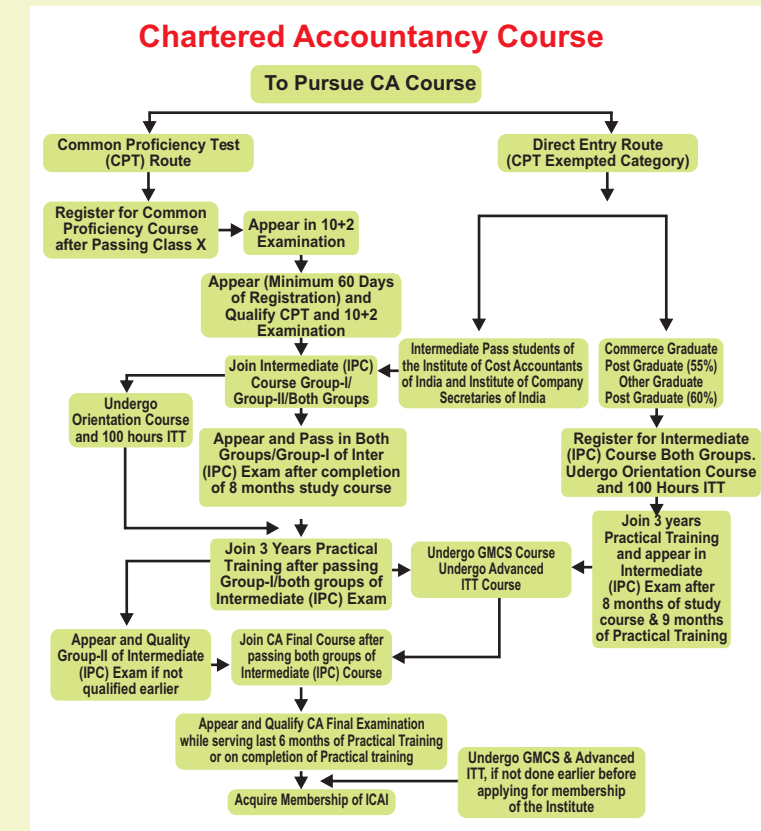 Chartered Accountancy Course
To Pursue CA Course
Common Proficiency Test
(CPT) Route
Direct Entry Route
(CPT Exempted Category)
Register for Common
Proficiency Course
after Passing Class X
Appear in 10+2
Examination
Appear (Minimum 60 Days
of Registration) and
Qualify CPT and 10+2
Examination
Join Intermediate (IPC)
Course Group-I/
Group-II/Both Groups
Intermediate Pass students of
the Institute of Cost Accountants
of India and Institute of Company
Secretaries of India
Commerce Graduate
Post Graduate (55%)
Other Graduate
Post Graduate (60%)
Undergo
Orientation Course
and 100 hours ITT
Appear and Pass in Both
Groups/Group-I of Inter
(IPC) Exam after completion
of 8 months study course
Register for Intermediate
(IPC) Course Both Groups.
Udergo Orientation Course
and 100 Hours ITT
Join 3 Years Practical
Training after passing
Group-I/both groups of
Intermediate (IPC) Exam
Undergo GMCS Course
Undergo Advanced
ITT Course
Join 3 years
Practical Training
and appear in
Intermediate
(IPC) Exam after
8 months of study
course & 9 months
of Practical Training
Appear and Quality
Group-II of Intermediate
(IPC) Exam if not
qualified earlier
Join CA Final Course after
passing both groups of
Intermediate (IPC) Course
Appear and Qualify CA Final Examination
while serving last 6 months of Practical Training
or on completion of Practical training
Undergo GMCS & Advanced
ITT, if not done earlier before
applying for membership
of the Institute
Acquire Membership of ICAI